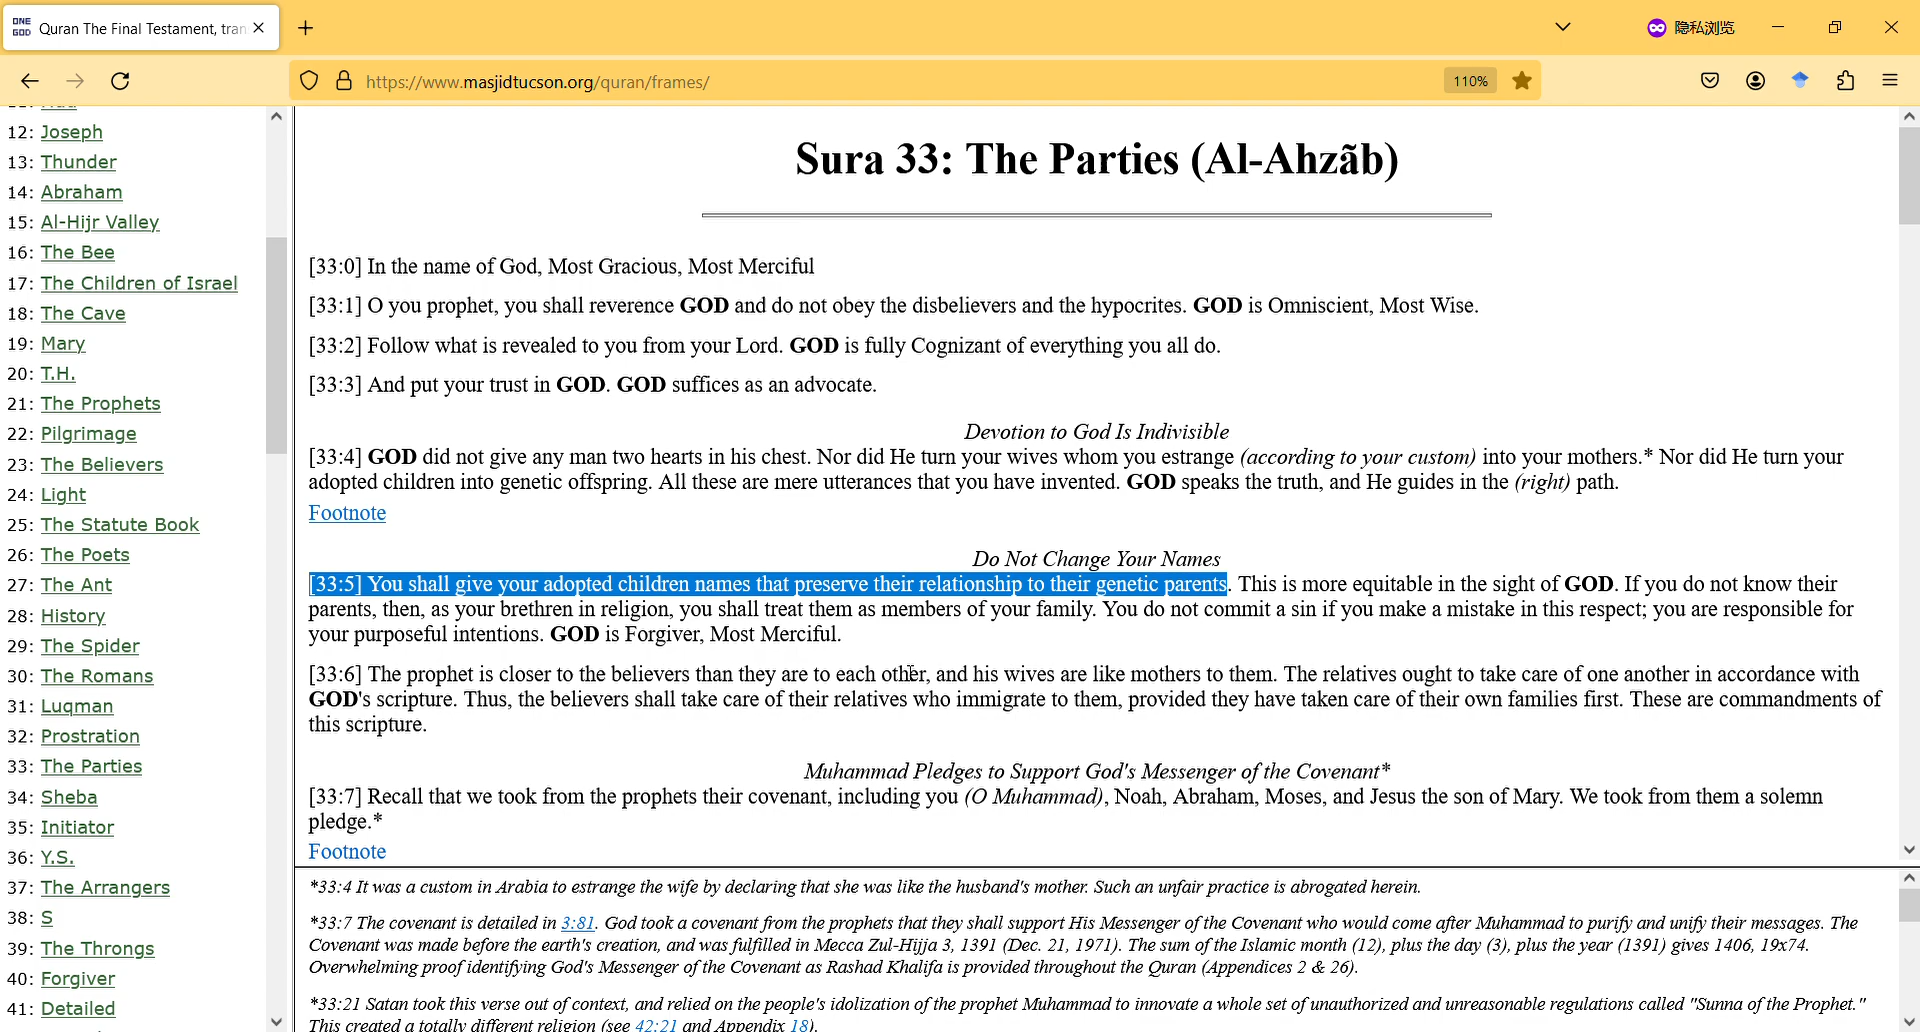 ONE
GOD
Quran The Final Testament, tran
隐私浏览
https://www.masjidtucson.org/quran/frames/
110%
12: Joseph
13: Thunder
14: Abraham
15: Al-Hijr Valley
16: The Bee
17: The Children of Israel
18: The Cave
19: Mary
20: T.H.
21: The Prophets
22: Pilgrimage
23: The Believers
24: Light
25: The Statute Book
26: The Poets
27: The Ant
28: History
29: The Spider
30: The Romans
31: Luqman
32: Prostration
33: The Parties
34: Sheba
35: Initiator
36: Y.S.
37: The Arrangers
38: S
39: The Throngs
40: Forgiver
41: Detailed
Sura 33: The Parties (Al-Ahzãb)
[33:0] In the name of God, Most Gracious, Most Merciful
[33:1] O you prophet, you shall reverence GOD and do not obey the disbelievers and the hypocrites. GOD is Omniscient, Most Wise.
[33:2] Follow what is revealed to you from your Lord. GOD is fully Cognizant of everything you all do.
[33:3] And put your trust in GOD. GOD suffices as an advocate.
Devotion to God Is Indivisible
[33:4] GOD did not give any man two hearts in his chest. Nor did He turn your wives whom you estrange (according to your custom) into your mothers.* Nor did He turn your
adopted children into genetic offspring. All these are mere utterances that you have invented. GOD speaks the truth, and He guides in the (right) path.
Footnote
Do Not Change Your Names
[33:5] You shall give your adopted children names that preserve their relationship to their genetic parents. This is more equitable in the sight of GOD. If you do not know their
parents, then, as your brethren in religion, you shall treat them as members of your family. You do not commit a sin if you make a mistake in this respect; you are responsible for
your purposeful intentions. GOD is Forgiver, Most Merciful.
[33:6] The prophet is closer to the believers than they are to each other, and his wives are like mothers to them. The relatives ought to take care of one another in accordance with
GOD's scripture. Thus, the believers shall take care of their relatives who immigrate to them, provided they have taken care of their own families first. These are commandments of
this scripture.
Muhammad Pledges to Support God's Messenger of the Covenant*
[33:7] Recall that we took from the prophets their covenant, including you (O Muhammad), Noah, Abraham, Moses, and Jesus the son of Mary. We took from them a solemn
pledge.*
Footnote
*33:4 It was a custom in Arabia to estrange the wife by declaring that she was like the husband's mother. Such an unfair practice is abrogated herein.
*33:7 The covenant is detailed in 3:81. God took a covenant from the prophets that they shall support His Messenger of the Covenant who would come after Muhammad to purify and unify their messages. The
Covenant was made before the earth's creation, and was fulfilled in Mecca Zul-Hijja 3, 1391 (Dec. 21, 1971). The sum of the Islamic month (12), plus the day (3), plus the year (1391) gives 1406, 19x74.
Overwhelming proof identifying God's Messenger of the Covenant as Rashad Khalifa is provided throughout the Quran (Appendices 2 & 26).
*33:21 Satan took this verse out of context, and relied on the people's idolization of the prophet Muhammad to innovate a whole set of unauthorized and unreasonable regulations called "Sunna of the Prophet."
This created a totally different religion (see 42:21 and Appendix 18).